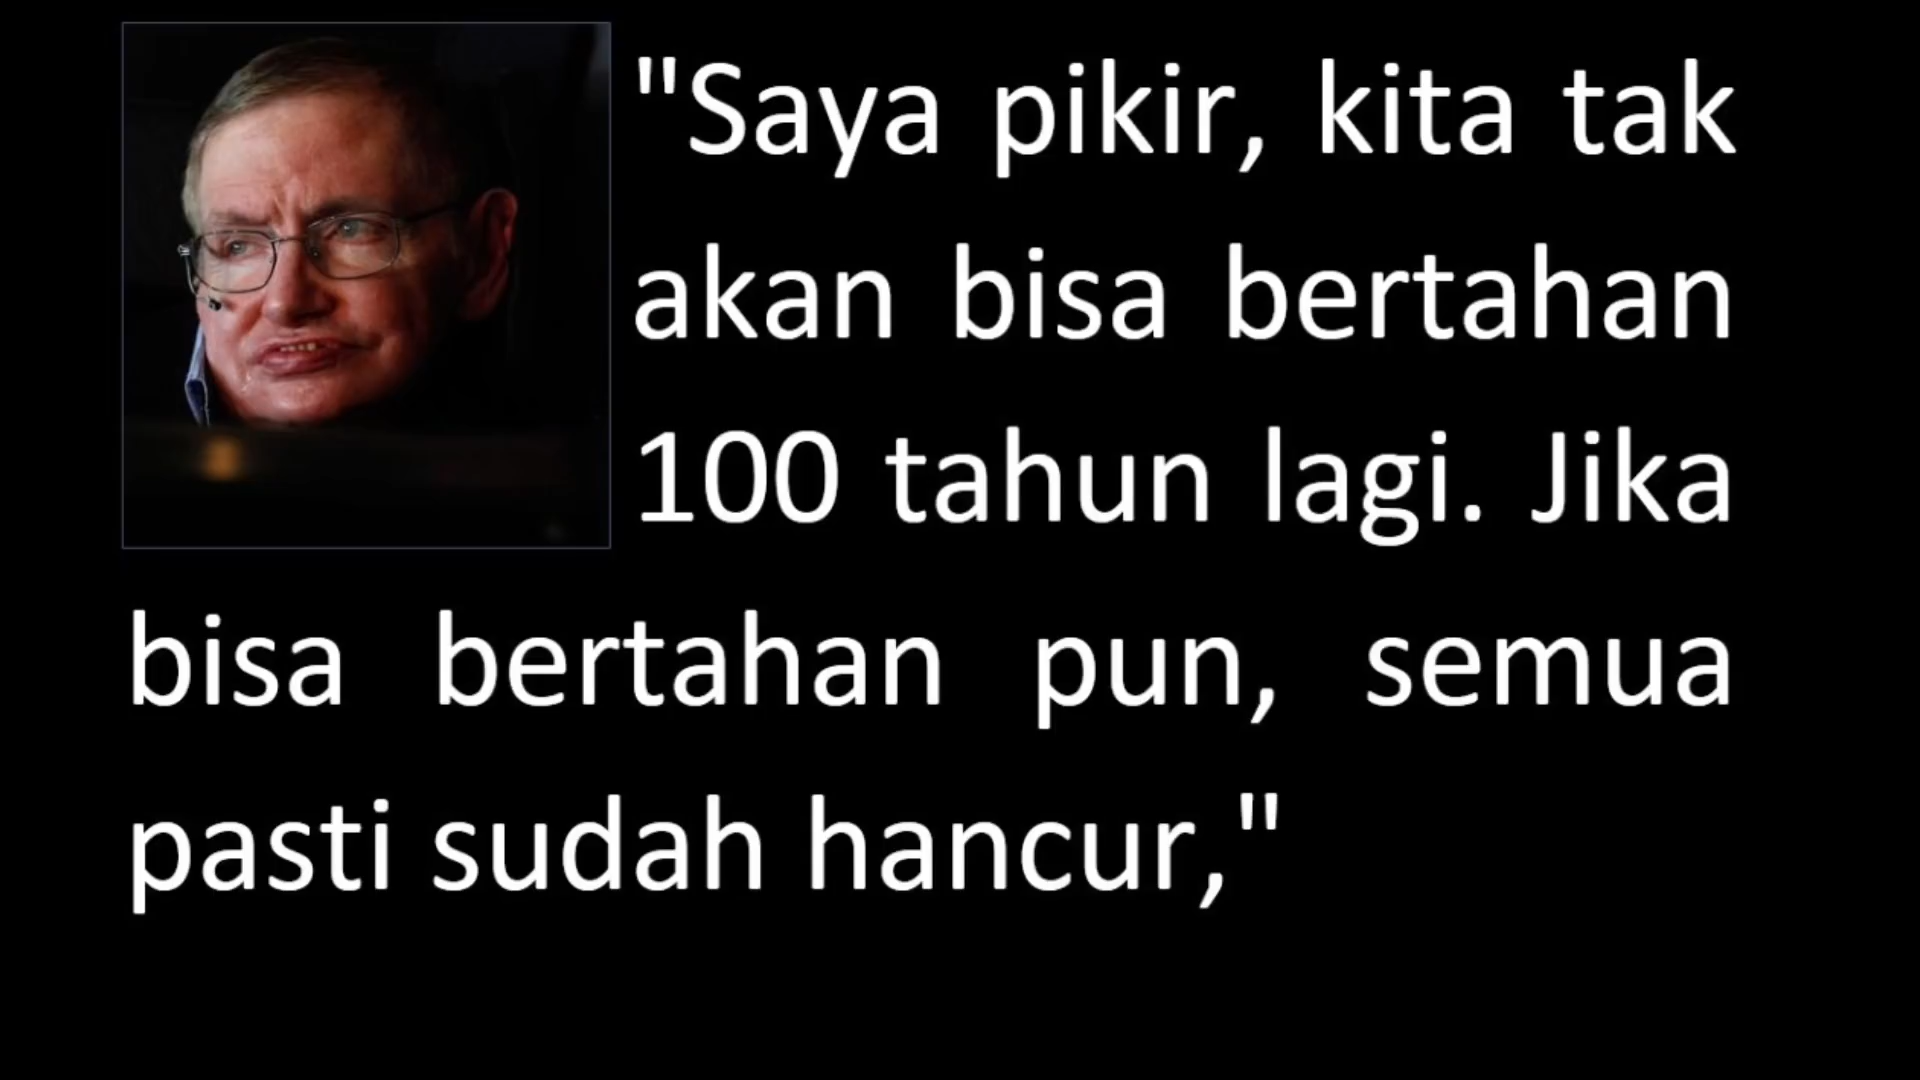 "Saya pikir, kita tak
akan bisa bertahan
100 tahun lagi. Jika
bisa bertahan pun, semua
pasti sudah hancur,"